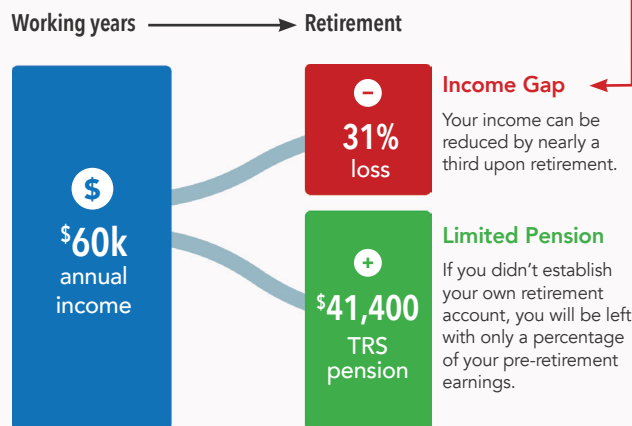 Working years Retirement
$
$60k
annual
income
31%
loss
Income Gap
Your income can be
reduced by nearly a
third upon retirement.
$41,400
TRS
pension
Limited Pension
If you didn’t establish
your own retirement
account, you will be left
with only a percentage
of your pre-retirement
earnings.